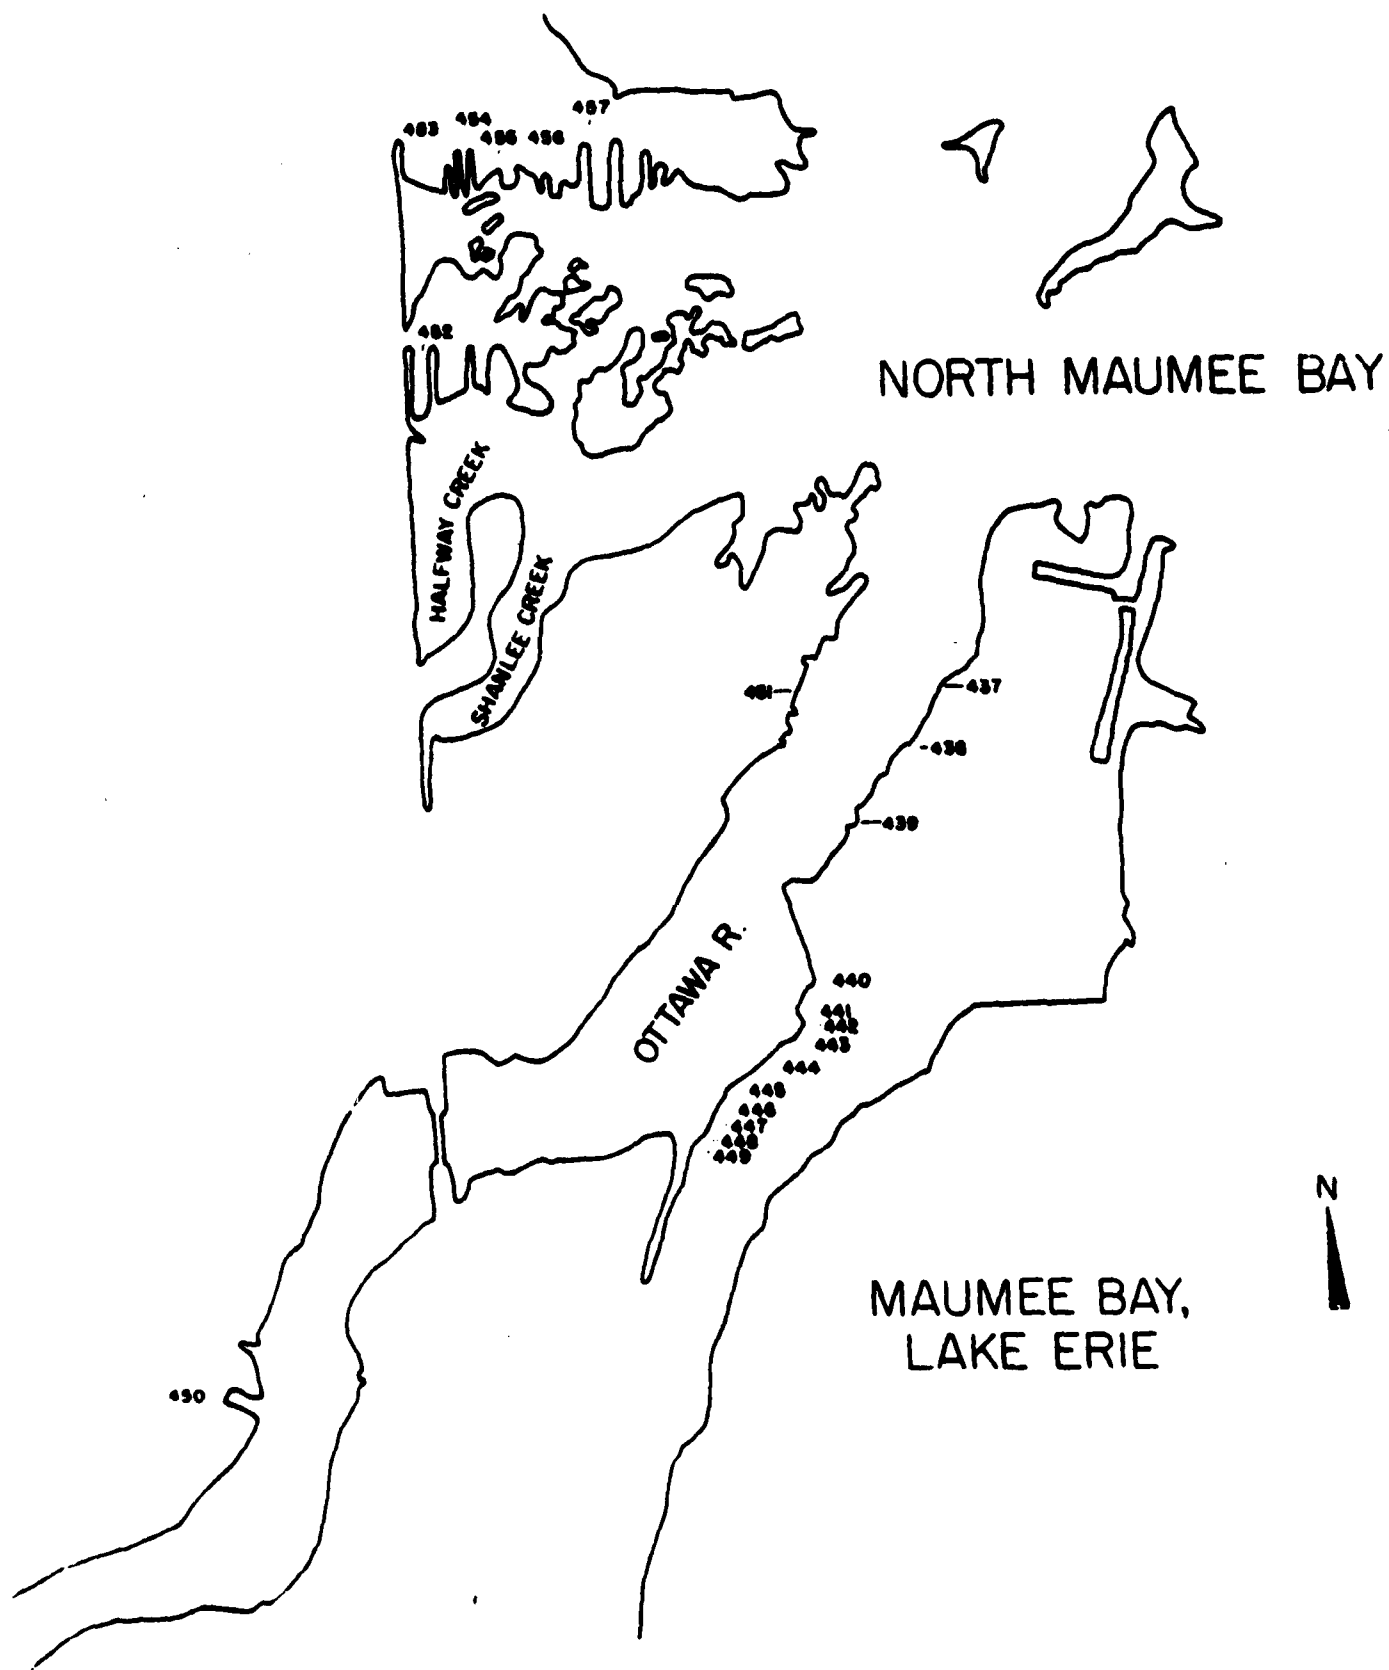 457
454
453
455 456
452
NORTH MAUMEE BAY
HALFWAY CREEK
SHANLEE CREEK
451
437
438
439
OTTAWA R.
440
441
442
443
444
445
446
447
448
449
N
MAUMEE BAY,
LAKE ERIE
450